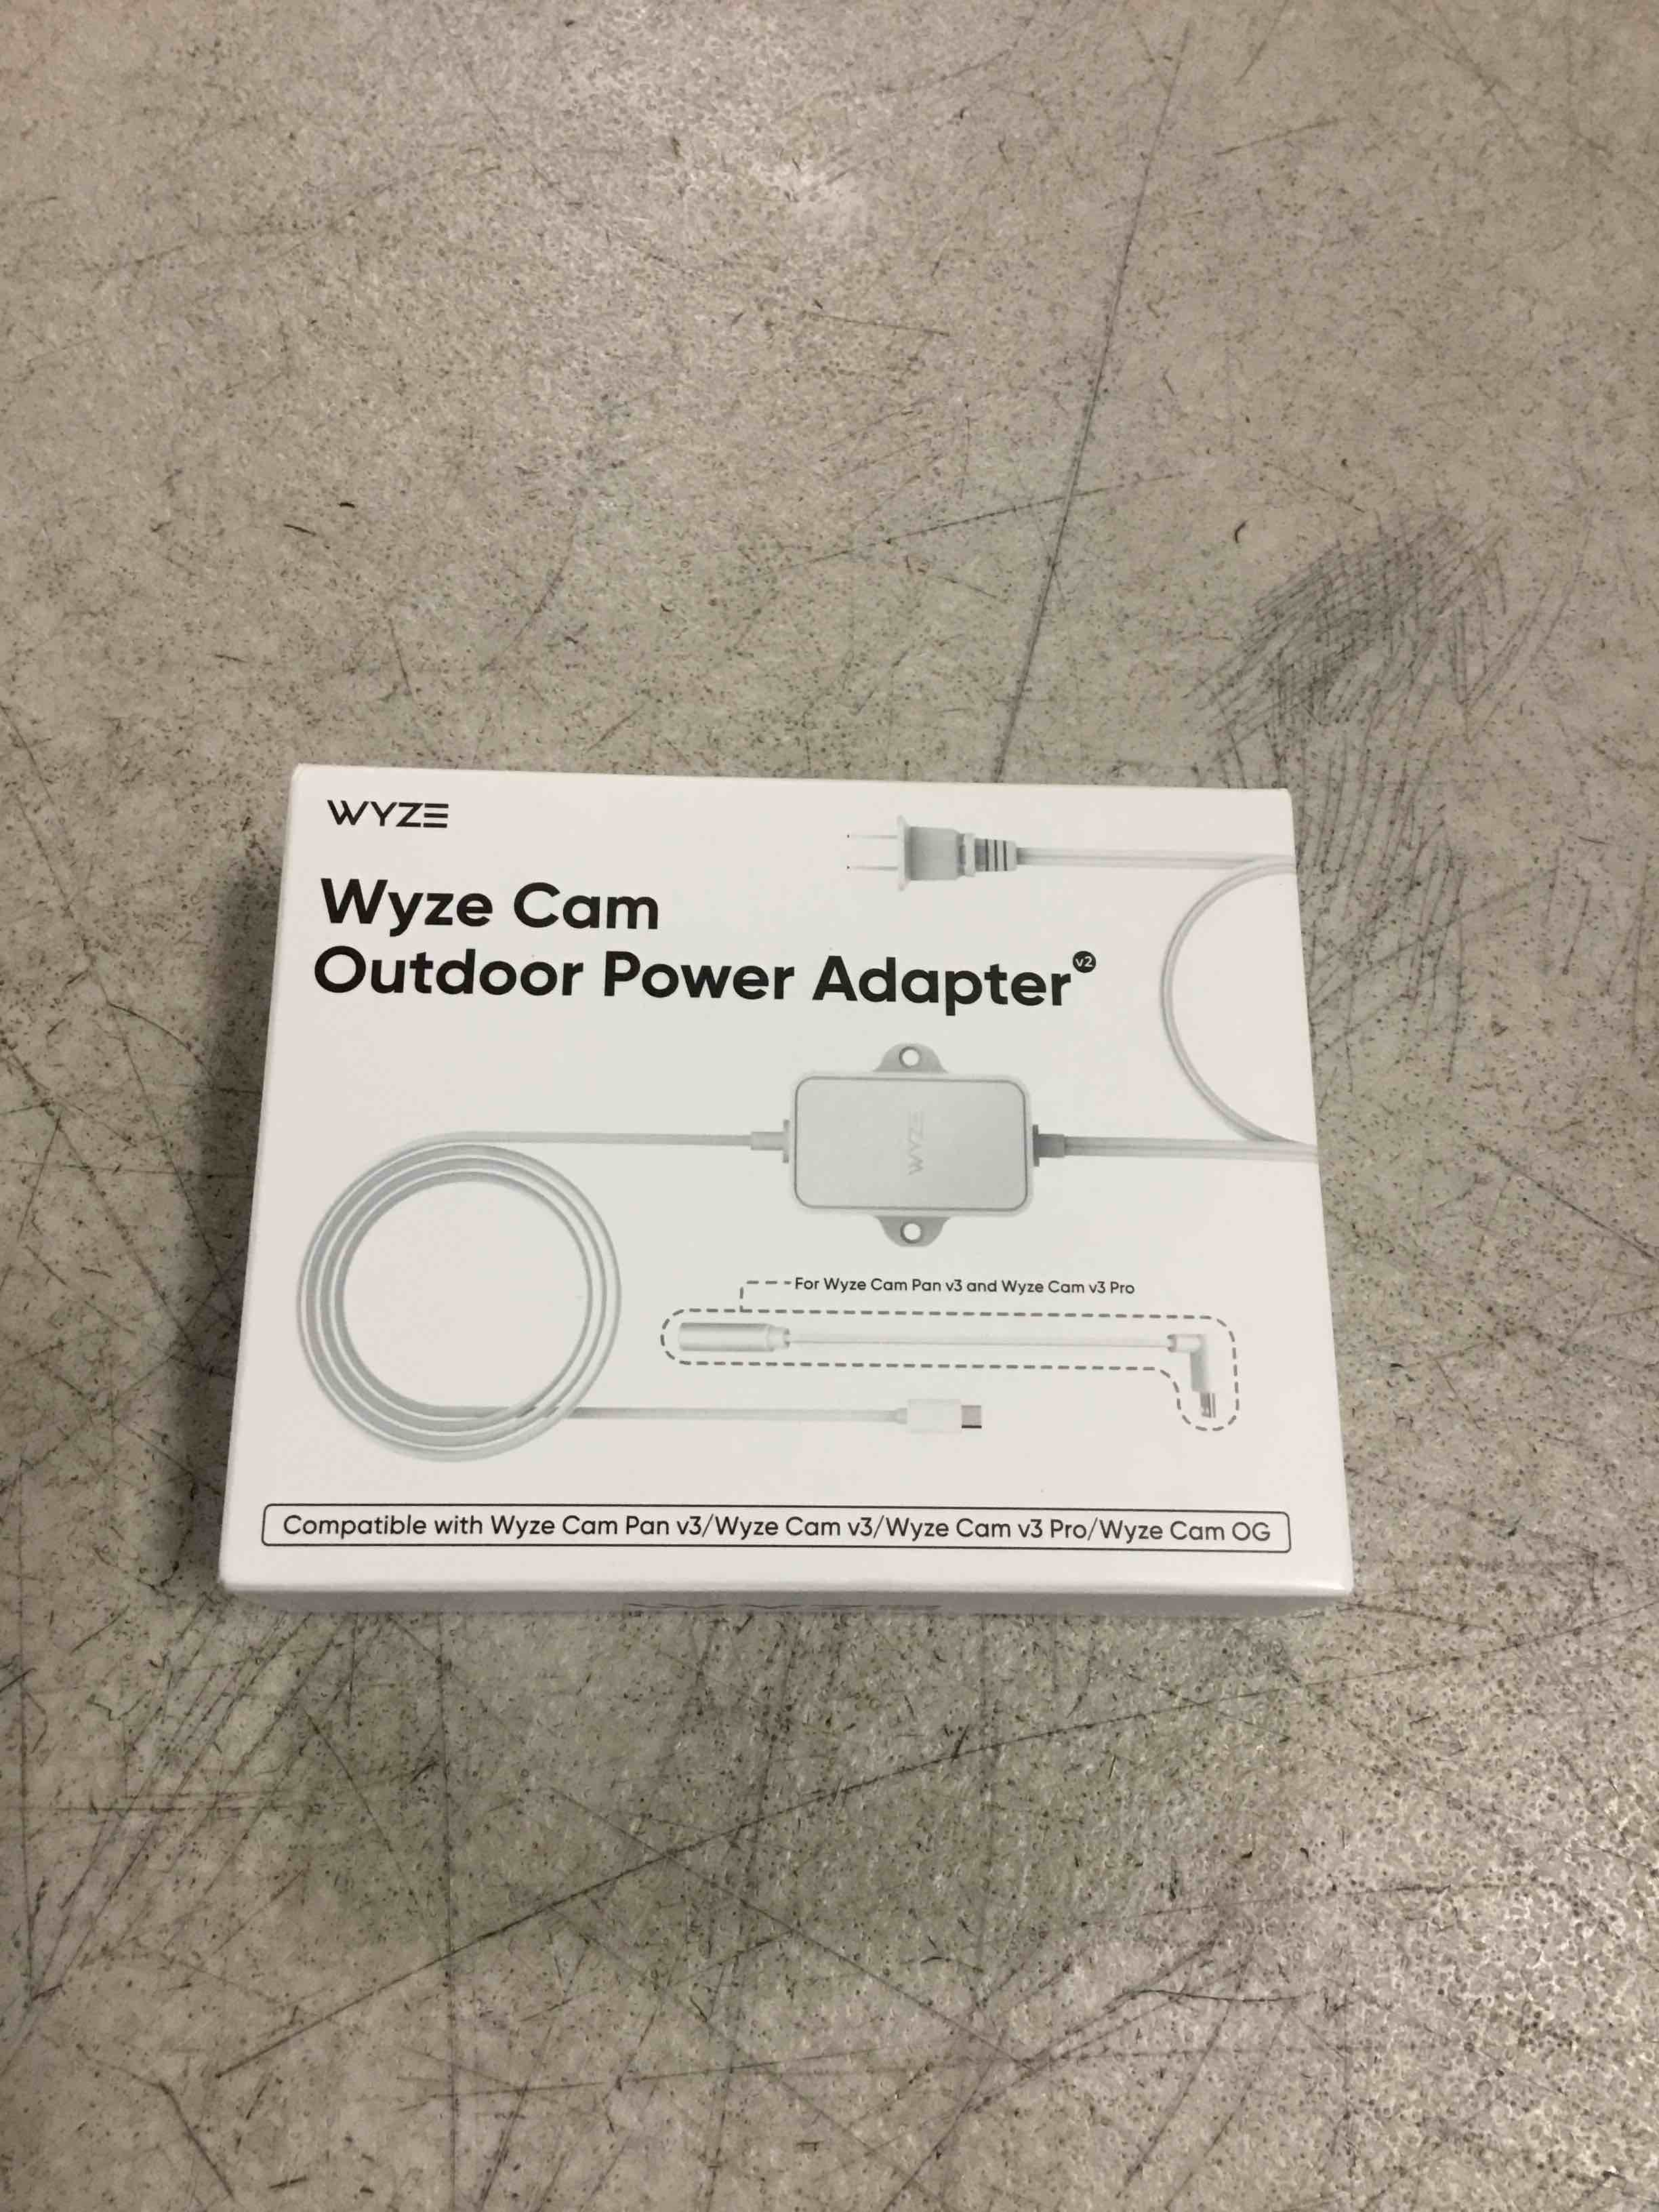 WYZE
Wyze Cam
Outdoor Power Adapter v2
WYZE
For Wyze Cam Pan v3 and Wyze Cam v3 Pro
Compatible with Wyze Cam Pan v3/Wyze Cam v3/Wyze Cam v3 Pro/Wyze Cam OG